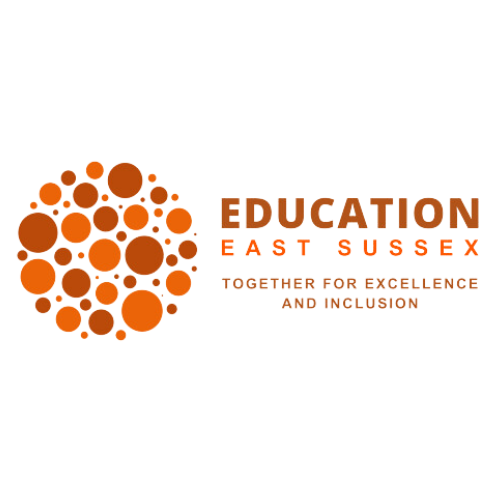 EDUCATION
EAST SUSSEX
TOGETHER FOR EXCELLENCE
AND INCLUSION